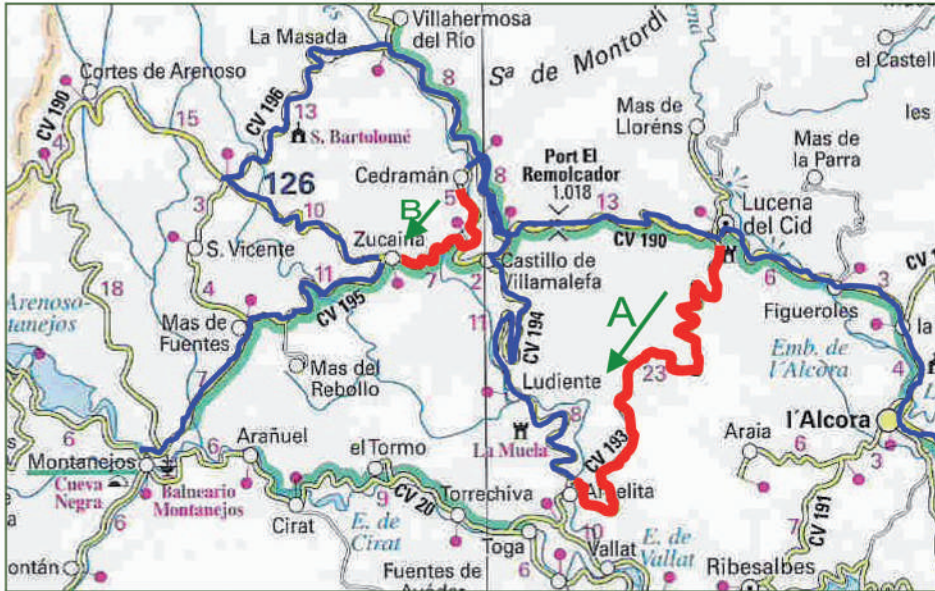 Villahermosa
del Río
La Masada
Cortes de Arenoso
CV 190
4
15
CV 196
13
S. Bartolomé
8
Sª de Montordi
el Castell
Mas de
Lloréns
les
Mas de
la Parra
Cedramán
8
Port El
Remolcador
1.018
13
CV 190
Lucena
del Cid
126
3
10
5
B
S. Vicente
Zucaina
7
2
Castillo de
Villamalefa
6
3
Figueroles
la
11
CV 195
18
4
Arenoso-
tanejos
Mas de
Fuentes
A
11
CV 194
Emb. de
l'Alcora
4
Mas del
Rebollo
Ludiente
23
7
8
l'Alcora
La Muela
CV 193
Araia
6
3
6
Arañuel
6
el Tormo
Montanejos
Cueva
Negra
Balneario
Montanejos
9
CV 20
Torrechiva
Argelita
CV 191
7
Cirat
E. de
Cirat
10
6
Toga
Vallat
E. de
Vallat
ontán
6
Fuentes de
Ribesalbes